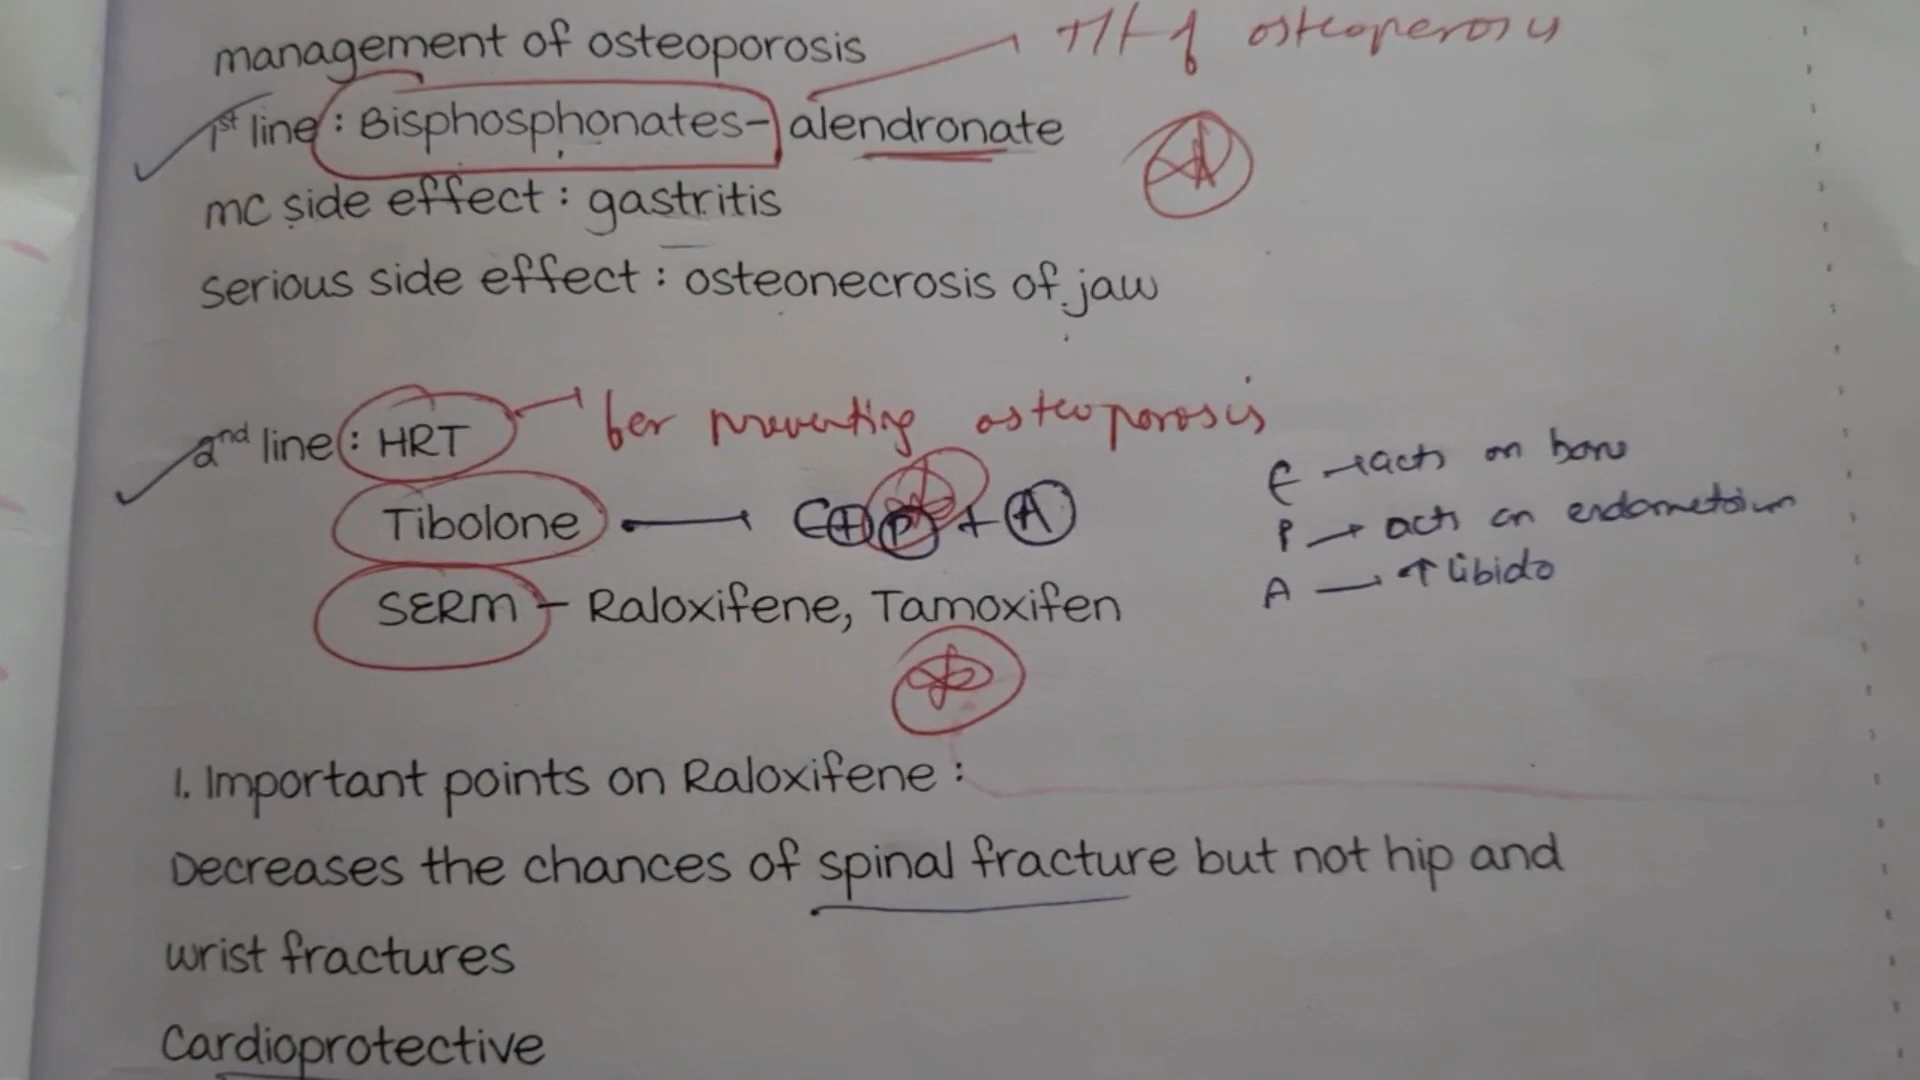 management of osteoporosis
T/t of osteoperosis
1st line : Bisphosphonates- alendronate
mc side effect : gastritis
serious side effect : osteonecrosis of jaw
2nd line : HRT
ber preventing osteoporosis
Tibolone E + P + A
E acts on bone
P → acts on endometrium
A → ↑ libido
SERM - Raloxifene, Tamoxifen
1. Important points on Raloxifene :
Decreases the chances of spinal fracture but not hip and
wrist fractures
Cardioprotective